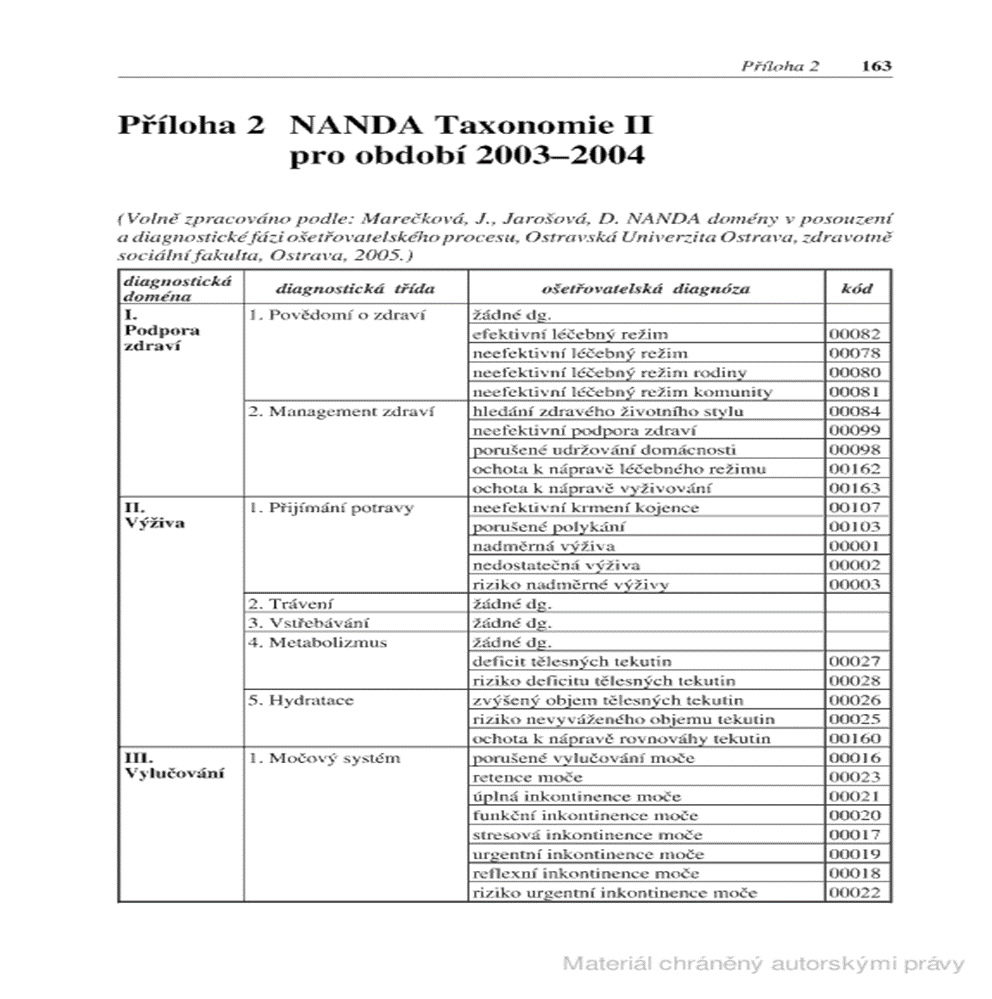 Příloha 2 163
Příloha 2 NANDA Taxonomie II
pro období 2003–2004
(Volně zpracováno podle: Marečková, J., Jarošová, D. NANDA domény v posouzení
a diagnostické fázi ošetřovatelského procesu, Ostravská Univerzita Ostrava, zdravotně
sociální fakulta, Ostrava, 2005.)
diagnostická doména diagnostická třída ošetřovatelská diagnóza kód
I. Podpora zdraví 1. Povědomí o zdraví žádné dg.
efektivní léčebný režim 00082
neefektivní léčebný režim 00078
neefektivní léčebný režim rodiny 00080
neefektivní léčebný režim komunity 00081
2. Management zdraví hledání zdravého životního stylu 00084
neefektivní podpora zdraví 00099
porušené udržování domácnosti 00098
ochota k nápravě léčebného režimu 00162
ochota k nápravě vyživování 00163
II. Výživa 1. Přijímání potravy neefektivní krmení kojence 00107
porušené polykání 00103
nadměrná výživa 00001
nedostatečná výživa 00002
riziko nadměrné výživy 00003
2. Trávení žádné dg.
3. Vstřebávání žádné dg.
4. Metabolizmus žádné dg.
deficit tělesných tekutin 00027
riziko deficitu tělesných tekutin 00028
5. Hydratace zvýšený objem tělesných tekutin 00026
riziko nevyváženého objemu tekutin 00025
ochota k nápravě rovnováhy tekutin 00160
III. Vylučování 1. Močový systém porušené vylučování moče 00016
retence moče 00023
úplná inkontinence moče 00021
funkční inkontinence moče 00020
stresová inkontinence moče 00017
urgentní inkontinence moče 00019
reflexní inkontinence moče 00018
riziko urgentní inkontinence moče 00022
Materiál chráněný autorskými právy